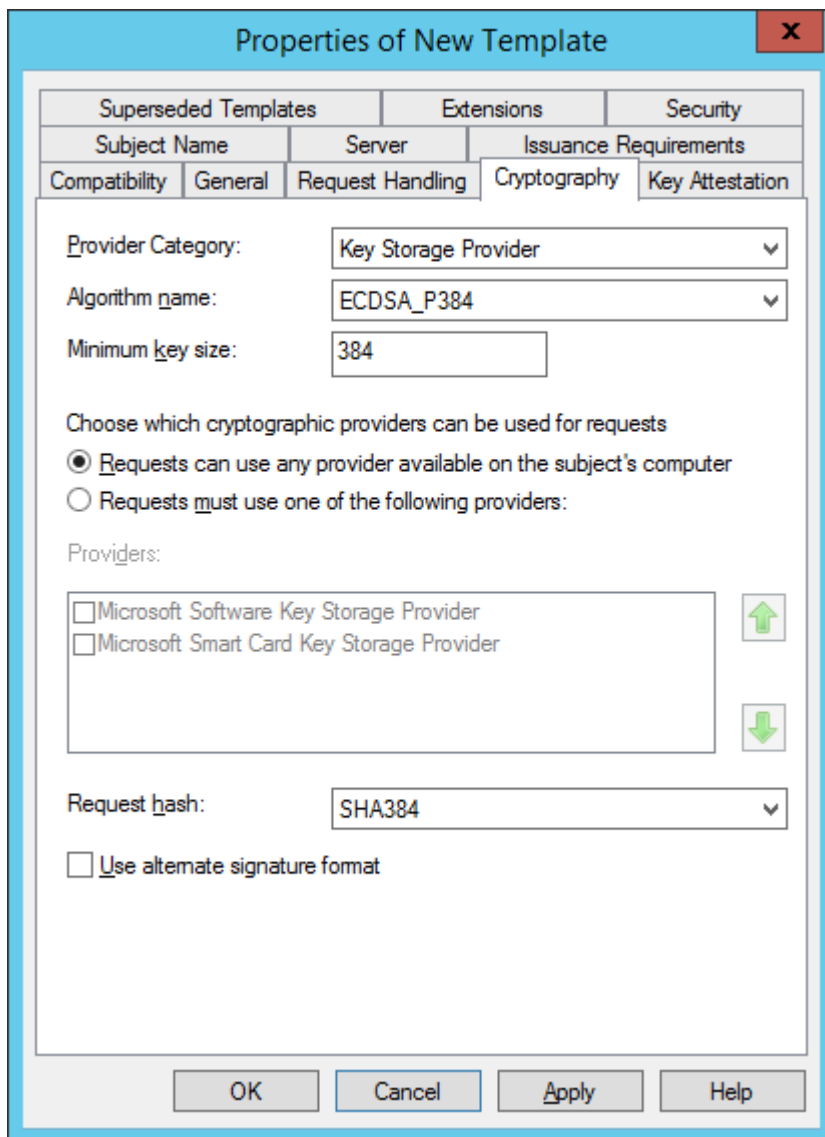 Properties of New Template
x
Superseded Templates Extensions Security
Subject Name Server Issuance Requirements
Compatibility General Request Handling Cryptography Key Attestation
Provider Category: Key Storage Provider
Algorithm name: ECDSA_P384
Minimum key size: 384
Choose which cryptographic providers can be used for requests
Requests can use any provider available on the subject's computer
Requests must use one of the following providers:
Providers:
Microsoft Software Key Storage Provider
Microsoft Smart Card Key Storage Provider
Request hash: SHA384
Use alternate signature format
OK Cancel Apply Help